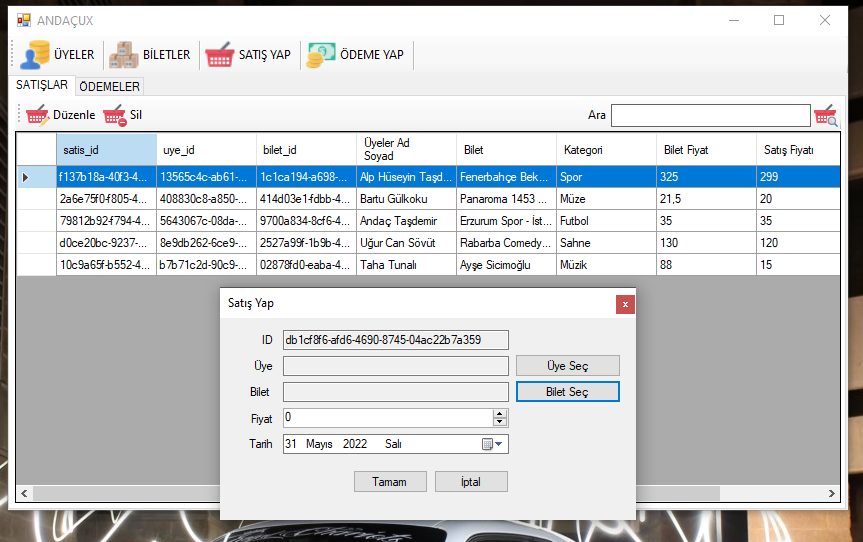 ANDAÇUX
ÜYELER BİLETLER SATIŞ YAP ÖDEME YAP
SATIŞLAR ÖDEMELER
Düzenle Sil Ara
satis_id uye_id bilet_id Üyeler Ad Soyad Bilet Kategori Bilet Fiyat Satış Fiyatı
f137b18a-40f3-4... 13565c4c-ab61-... 1c1ca194-a698-... Alp Hüseyin Taşd... Fenerbahçe Bek... Spor 325 299
2a6e75f0-f805-4... 408830c8-a850-... 414d03e1-fdbb-4... Bartu Gülkoku Panaroma 1453 ... Müze 21,5 20
79812b92-f794-4... 5643067c-08da-... 9700a834-8cf6-4... Andaç Taşdemir Erzurum Spor - İst... Futbol 35 35
d0ce20bc-9237-... 8e9db262-6ce9-... 2527a99f-1b9b-4... Uğur Can Sövüt Rabarba Comedy... Sahne 130 120
10c9a65f-b552-4... b7b71c2d-90c9-... 02878fd0-eaba-4... Taha Tunalı Ayşe Sicimoğlu Müzik 88 15
Satış Yap
ID db1cf8f6-afd6-4690-8745-04ac22b7a359
Üye Üye Seç
Bilet Bilet Seç
Fiyat 0
Tarih 31 Mayıs 2022 Salı
Tamam İptal